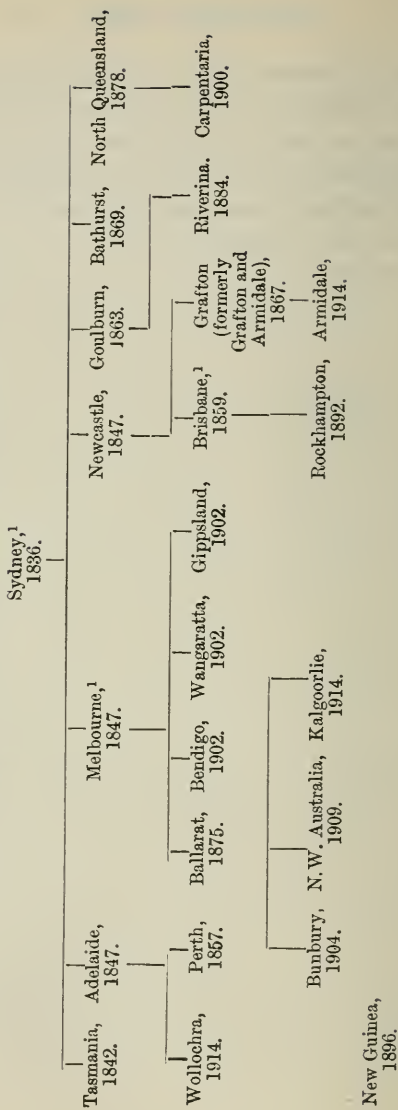 Sydney,¹
1836.
Tasmania,
1842.
Adelaide,
1847.
Melbourne,¹
1847.
Newcastle,
1847.
Goulburn,
1863.
Bathurst,
1869.
North Queensland,
1878.
Wollochra,
1914.
Perth,
1857.
Ballarat,
1875.
Bendigo,
1902.
Wangaratta,
1902.
Gippsland,
1902.
Brisbane,¹
1859.
Grafton
(formerly
Grafton and
Armidale),
1867.
Riverina.
1884.
Carpentaria,
1900.
Bunbury,
1904.
N.W. Australia,
1909.
Kalgoorlie,
1914.
Rockhampton,
1892.
Armidale,
1914.
New Guinea,
1896.